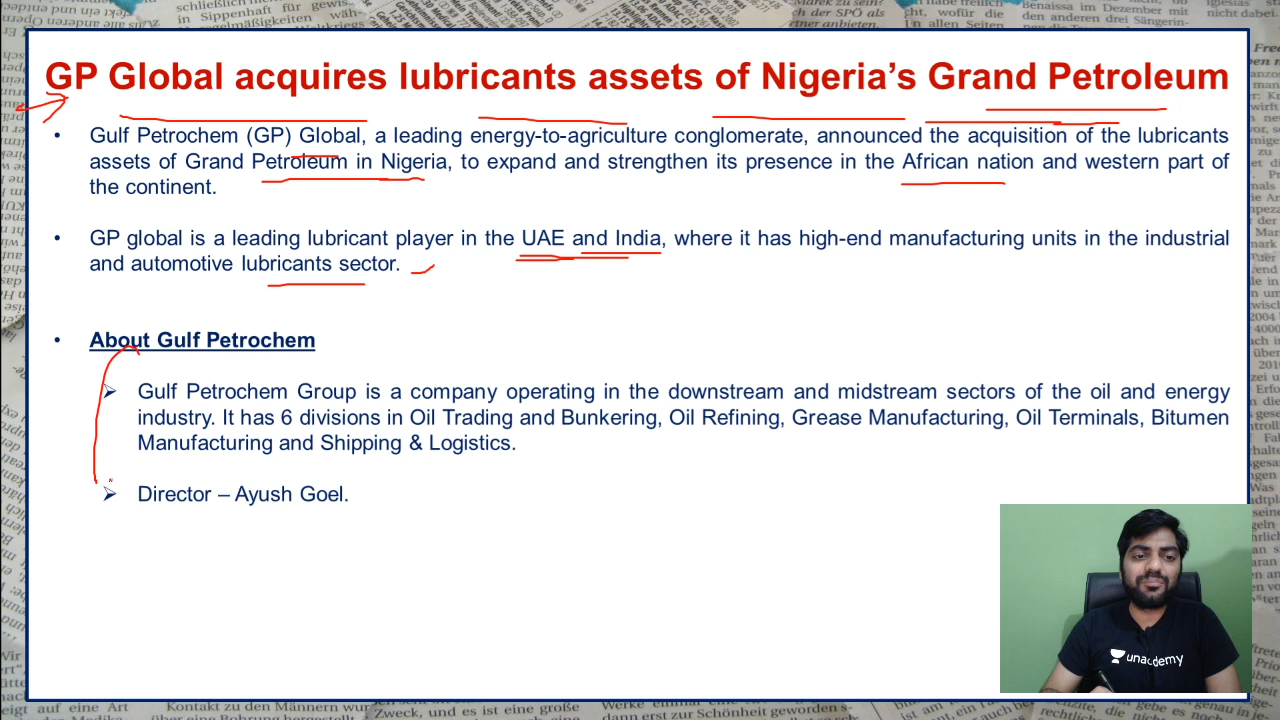 GP Global acquires lubricants assets of Nigeria's Grand Petroleum
• Gulf Petrochem (GP) Global, a leading energy-to-agriculture conglomerate, announced the acquisition of the lubricants
assets of Grand Petroleum in Nigeria, to expand and strengthen its presence in the African nation and western part of
the continent.
• GP global is a leading lubricant player in the UAE and India, where it has high-end manufacturing units in the industrial
and automotive lubricants sector.
• About Gulf Petrochem
➢ Gulf Petrochem Group is a company operating in the downstream and midstream sectors of the oil and energy
industry. It has 6 divisions in Oil Trading and Bunkering, Oil Refining, Grease Manufacturing, Oil Terminals, Bitumen
Manufacturing and Shipping & Logistics.
➢ Director – Ayush Goel.
unacademy